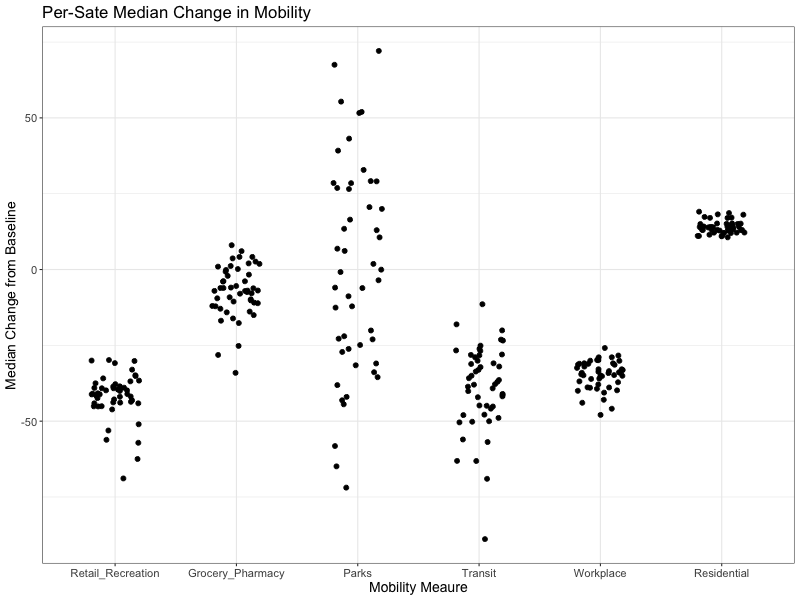 Per-Sate Median Change in Mobility
Median Change from Baseline
50
0
-50
Retail_Recreation
Grocery_Pharmacy
Parks
Transit
Workplace
Residential
Mobility Meaure